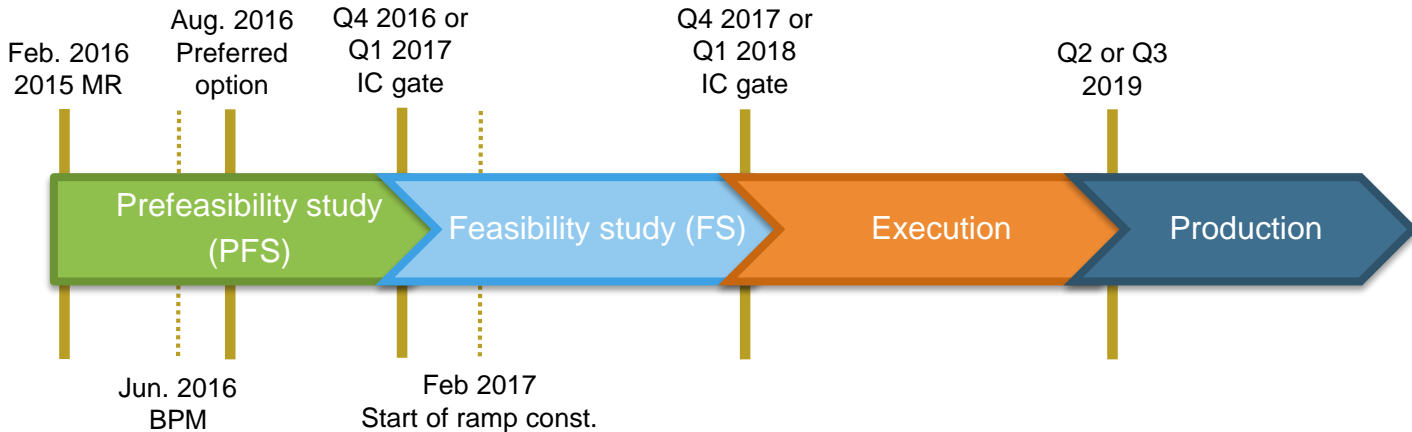 Feb. 2016
2015 MR
Aug. 2016
Preferred
option
Q4 2016 or
Q1 2017
IC gate
Q4 2017 or
Q1 2018
IC gate
Q2 or Q3
2019
Prefeasibility study
(PFS)
Feasibility study (FS)
Execution
Production
Jun. 2016
BPM
Feb 2017
Start of ramp const.